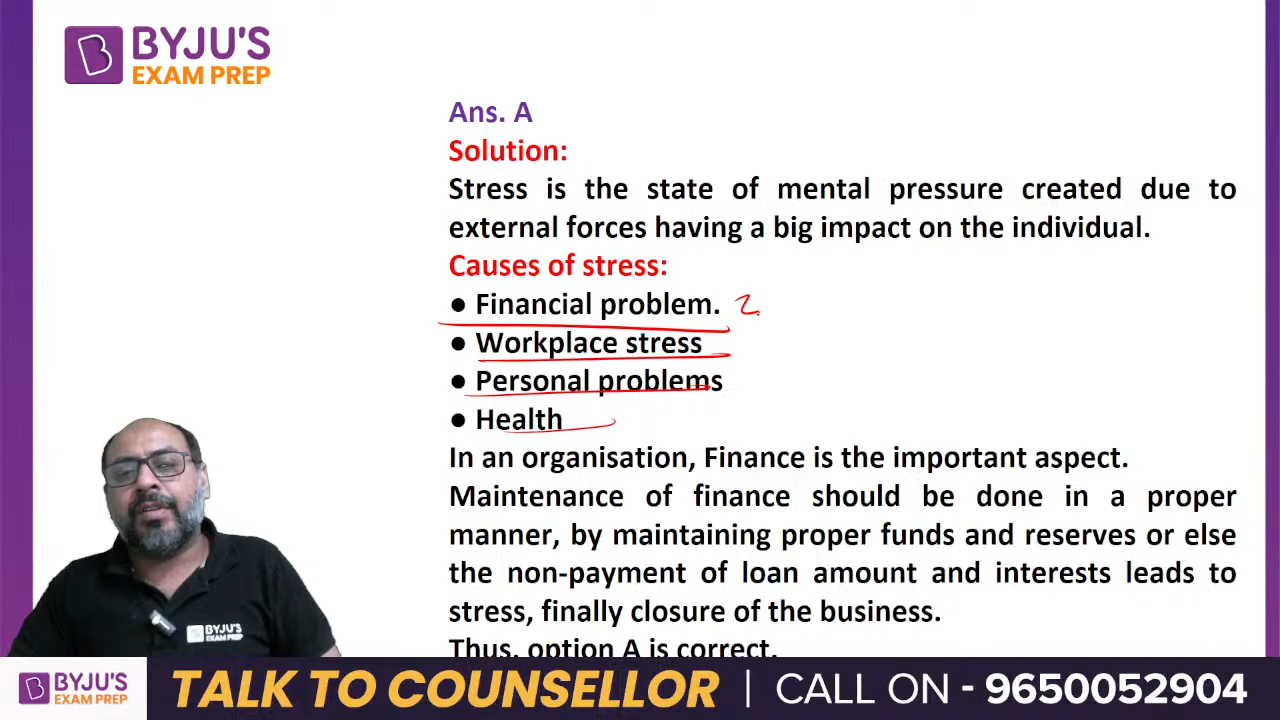 BYJU'S
EXAM PREP
Ans. A
Solution:
Stress is the state of mental pressure created due to
external forces having a big impact on the individual.
Causes of stress:
● Financial problem. 2
● Workplace stress
● Personal problems
● Health
In an organisation, Finance is the important aspect.
Maintenance of finance should be done in a proper
manner, by maintaining proper funds and reserves or else
the non-payment of loan amount and interests leads to
stress, finally closure of the business.
Thus, option A is correct.
BYJU'S
EXAM PREP
BYJU'S
EXAM PREP
TALK TO COUNSELLOR | CALL ON - 9650052904